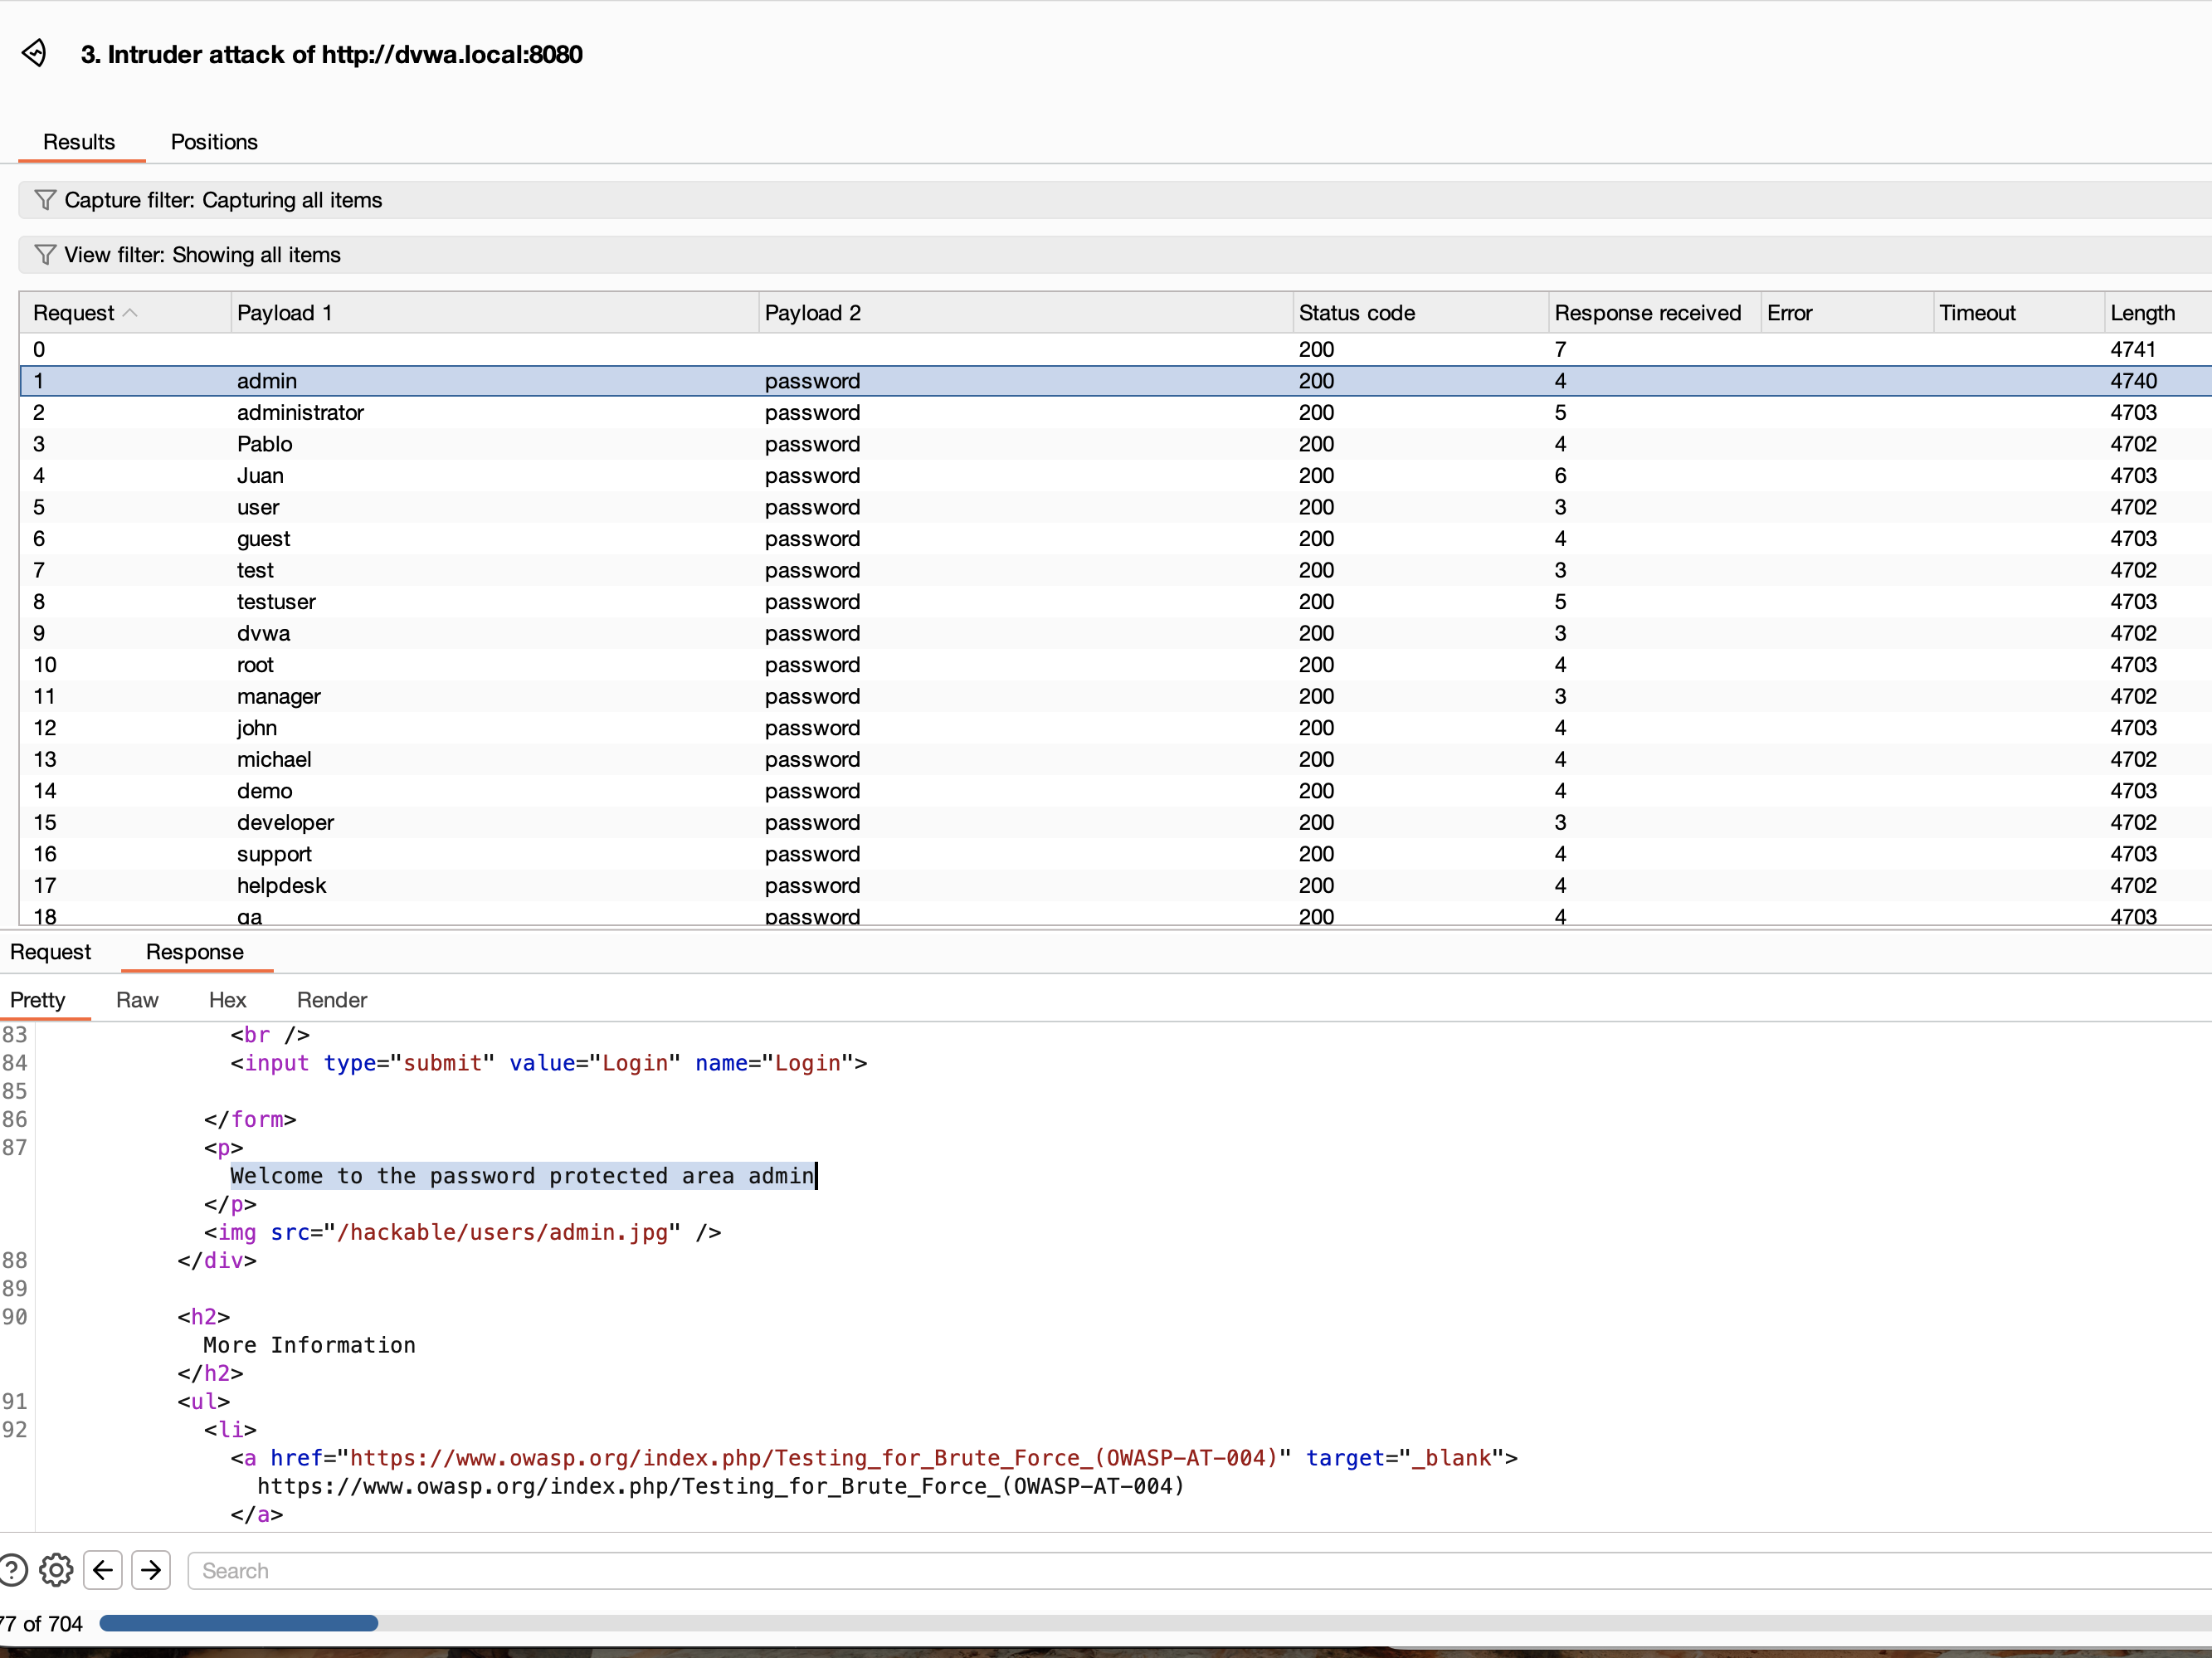 3. Intruder attack of http://dvwa.local:8080
Results Positions
Capture filter: Capturing all items
View filter: Showing all items
Request Payload 1 Payload 2 Status code Response received Error Timeout Length
0 200 7 4741
1 admin password 200 4 4740
2 administrator password 200 5 4703
3 Pablo password 200 4 4702
4 Juan password 200 6 4703
5 user password 200 3 4702
6 guest password 200 4 4703
7 test password 200 3 4702
8 testuser password 200 5 4703
9 dvwa password 200 3 4702
10 root password 200 4 4703
11 manager password 200 3 4702
12 john password 200 4 4703
13 michael password 200 4 4702
14 demo password 200 4 4703
15 developer password 200 3 4702
16 support password 200 4 4703
17 helpdesk password 200 4 4702
18 qa password 200 4 4703
Request Response
Pretty Raw Hex Render
83 <br />
84 <input type="submit" value="Login" name="Login">
85
86 </form>
87 <p>
Welcome to the password protected area admin
</p>
<img src="/hackable/users/admin.jpg" />
88 </div>
89
90 <h2>
More Information
</h2>
91 <ul>
92 <li>
<a href="https://www.owasp.org/index.php/Testing_for_Brute_Force_(OWASP-AT-004)" target="_blank">
https://www.owasp.org/index.php/Testing_for_Brute_Force_(OWASP-AT-004)
</a>
Search
77 of 704